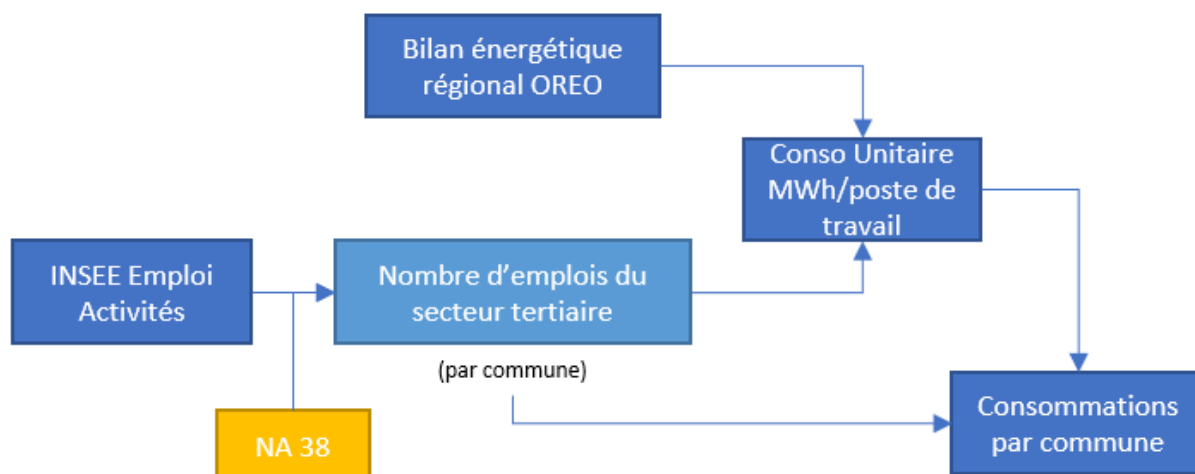 Bilan énergétique
régional OREO
Conso Unitaire
MWh/poste de
travail
INSEE Emploi
Activités
Nombre d’emplois du
secteur tertiaire
(par commune)
NA 38
Consommations
par commune